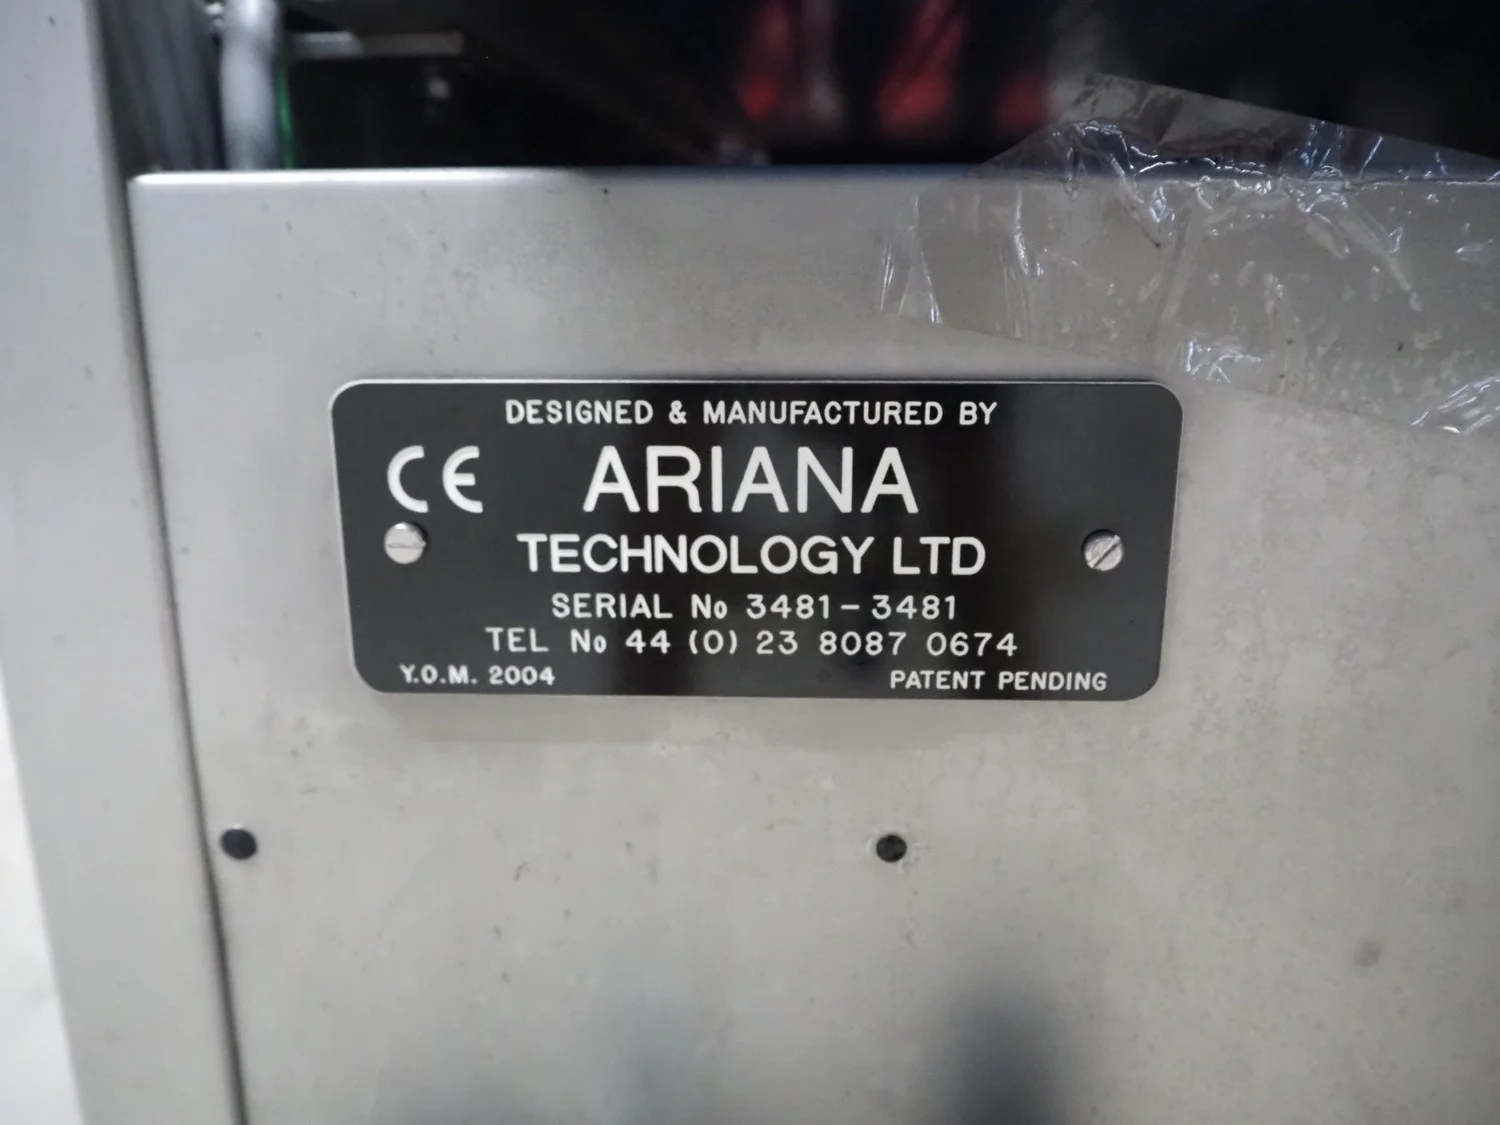 DESIGNED & MANUFACTURED BY
CE ARIANA
TECHNOLOGY LTD
SERIAL No 3481-3481
TEL No 44 (0) 23 8087 0674
Y.O.M. 2004 PATENT PENDING